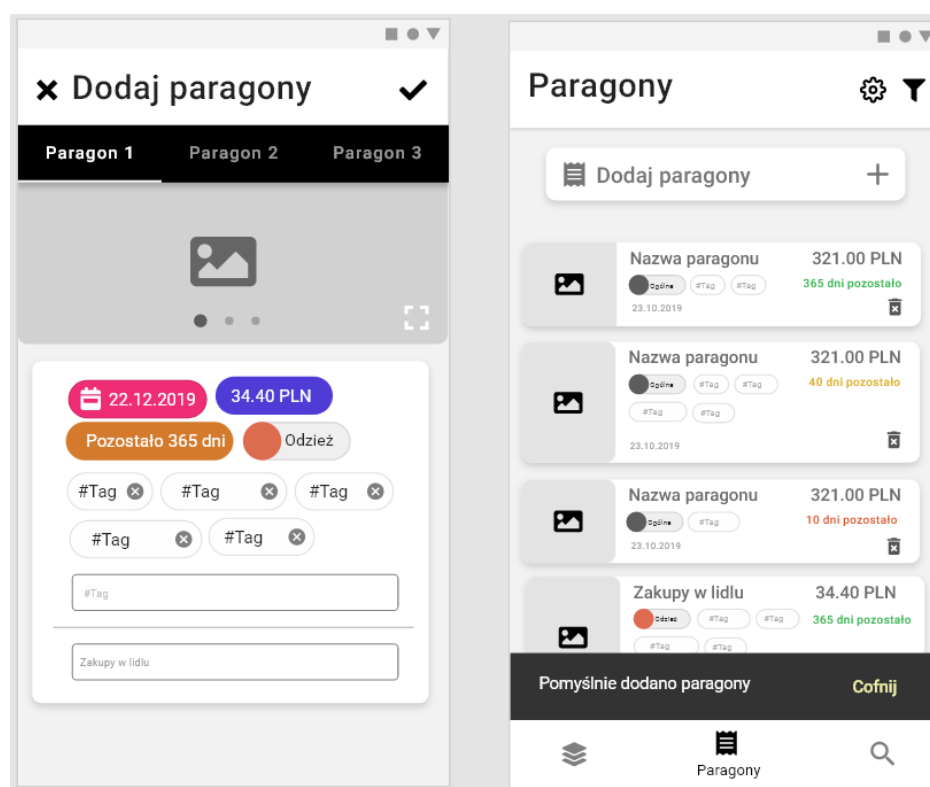 Dodaj paragony
Paragon 1 Paragon 2 Paragon 3
22.12.2019 34.40 PLN
Pozostało 365 dni Odzież
#Tag #Tag #Tag
#Tag #Tag
#Tag
Zakupy w lidlu
Paragony
Dodaj paragony
Nazwa paragonu 321.00 PLN
Ogólne #Tag #Tag 365 dni pozostało
23.10.2019
Nazwa paragonu 321.00 PLN
Ogólne #Tag #Tag 40 dni pozostało
#Tag #Tag
23.10.2019
Nazwa paragonu 321.00 PLN
Ogólne #Tag 10 dni pozostało
23.10.2019
Zakupy w lidlu 34.40 PLN
Odzież #Tag #Tag 365 dni pozostało
#Tag #Tag
Pomyślnie dodano paragony Cofnij
Paragony